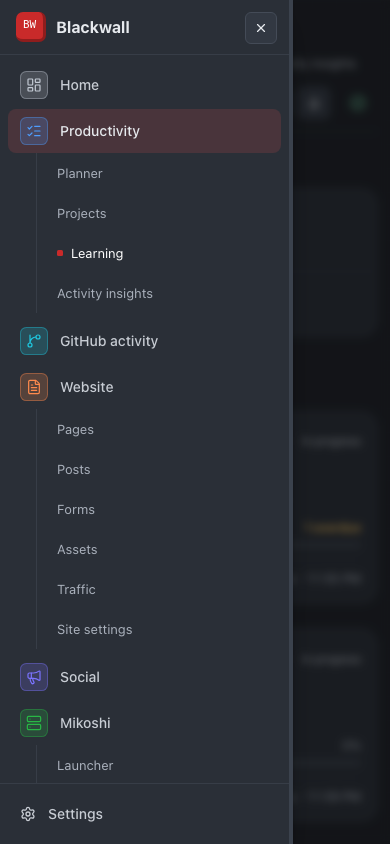 BW
Blackwall
Home
Productivity
Planner
Projects
Learning
Activity insights
GitHub activity
Website
Pages
Posts
Forms
Assets
Traffic
Site settings
Social
Mikoshi
Launcher
Settings